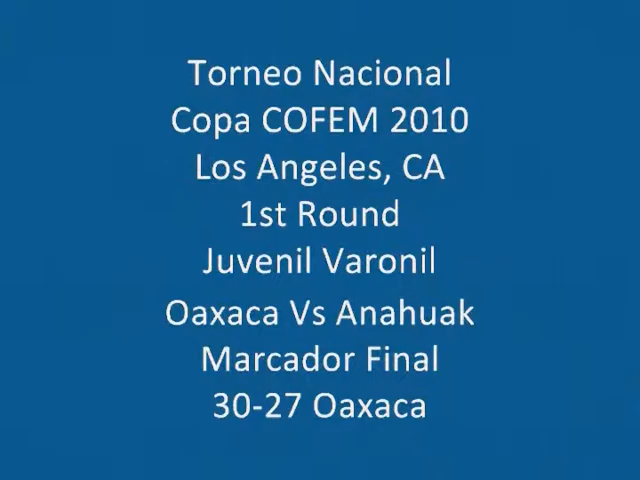 Torneo Nacional
Copa COFEM 2010
Los Angeles, CA
1st Round
Juvenil Varonil
Oaxaca Vs Anahuak
Marcador Final
30-27 Oaxaca